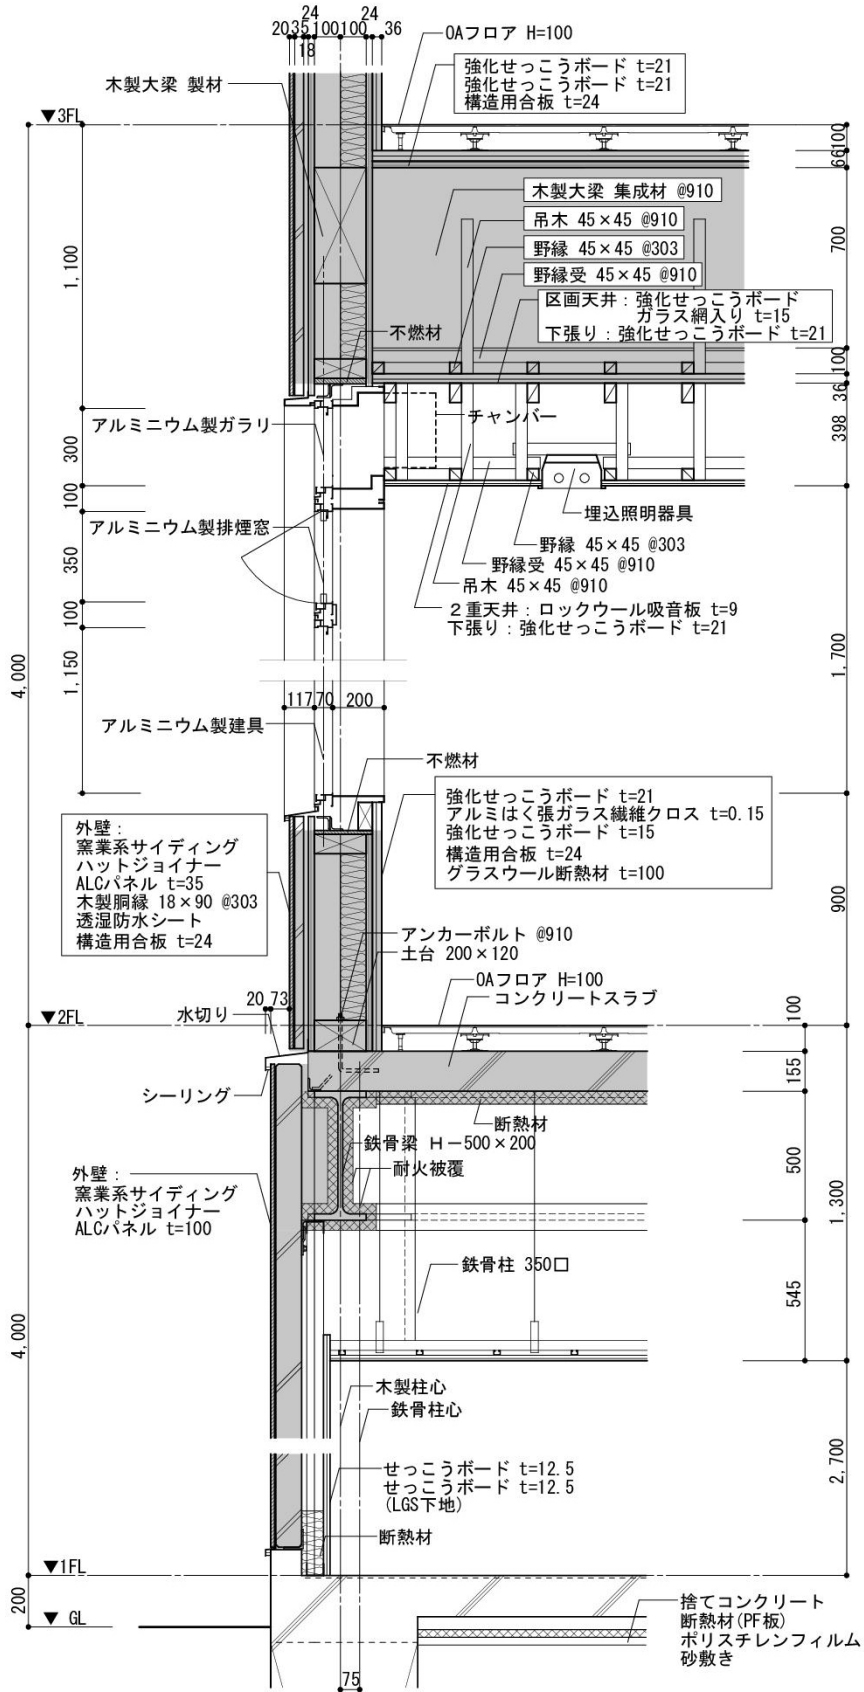 24
20 35 100 100 36
24
18
OAフロア H=100
強化せっこうボード t=21
強化せっこうボード t=21
構造用合板 t=24
木製大梁 製材
▼3FL
100
66
木製大梁 集成材 @910
吊木 45×45 @910
野縁 45×45 @303
野縁受 45×45 @910
区画天井：強化せっこうボード
ガラス網入り t=15
下張り：強化せっこうボード t=21
700
1,100
不燃材
100
36
398
チャンバー
アルミニウム製ガラリ
300
100
埋込照明器具
アルミニウム製排煙窓
野縁 45×45 @303
野縁受 45×45 @910
吊木 45×45 @910
350
2重天井：ロックウール吸音板 t=9
下張り：強化せっこうボード t=21
100
4,000
1,150
1,700
117 70 200
アルミニウム製建具
不燃材
強化せっこうボード t=21
アルミはく張ガラス繊維クロス t=0.15
強化せっこうボード t=15
構造用合板 t=24
グラスウール断熱材 t=100
外壁：
窯業系サイディング
ハットジョイナー
ALCパネル t=35
木製胴縁 18×90 @303
透湿防水シート
構造用合板 t=24
900
アンカーボルト @910
土台 200×120
OAフロア H=100
コンクリートスラブ
20 73
水切り
▼2FL
100
155
シーリング
断熱材
鉄骨梁 H－500×200
耐火被覆
500
1,300
外壁：
窯業系サイディング
ハットジョイナー
ALCパネル t=100
鉄骨柱 350□
545
4,000
木製柱心
鉄骨柱心
せっこうボード t=12.5
せっこうボード t=12.5
(LGS下地)
2,700
断熱材
▼1FL
200
▼ GL
捨てコンクリート
断熱材(PF板)
ポリスチレンフィルム
砂敷き
75